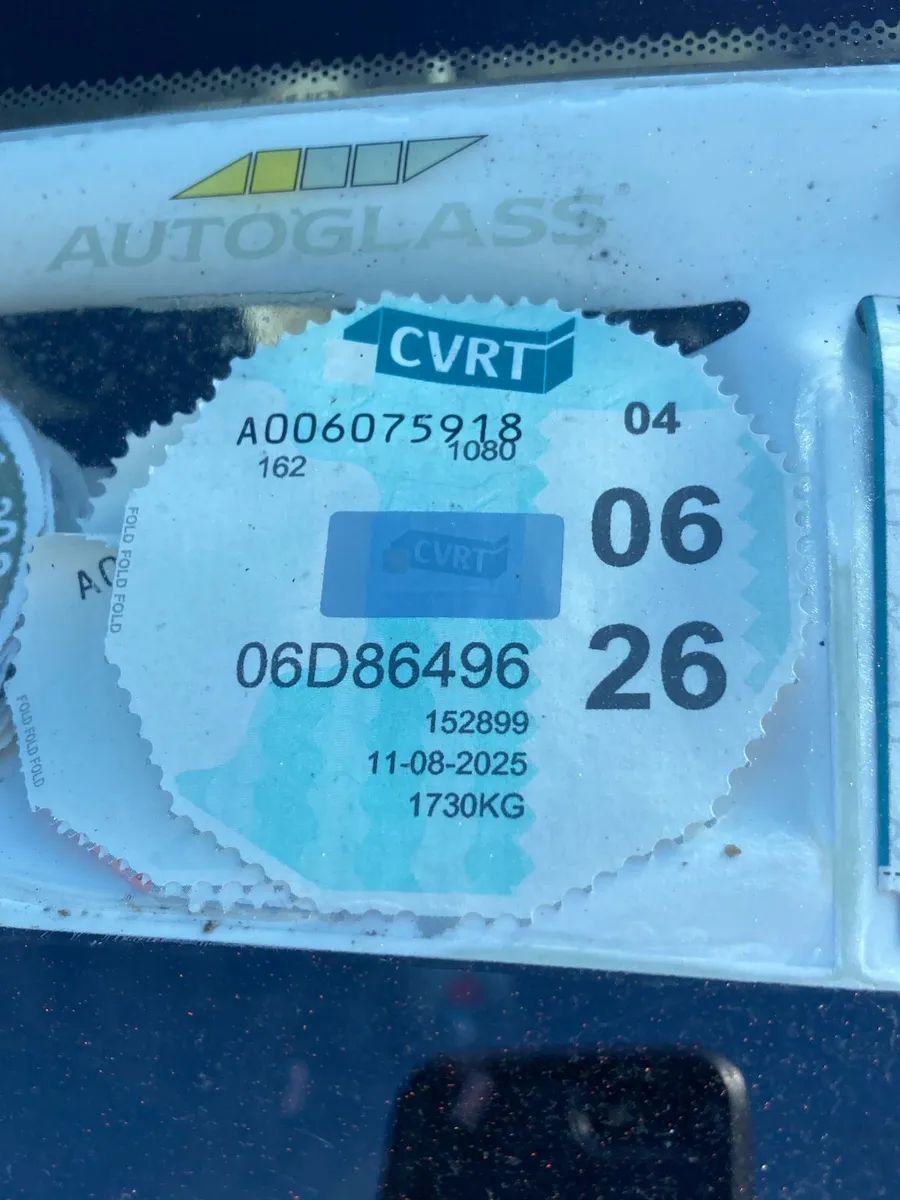 AUTOGLASS
CVRT
A006075918
04
1080
162
06
CVRT
FOLD FOLD FOLD
06D86496
26
152899
11-08-2025
1730KG
A0
FOLD FOLD FOLD